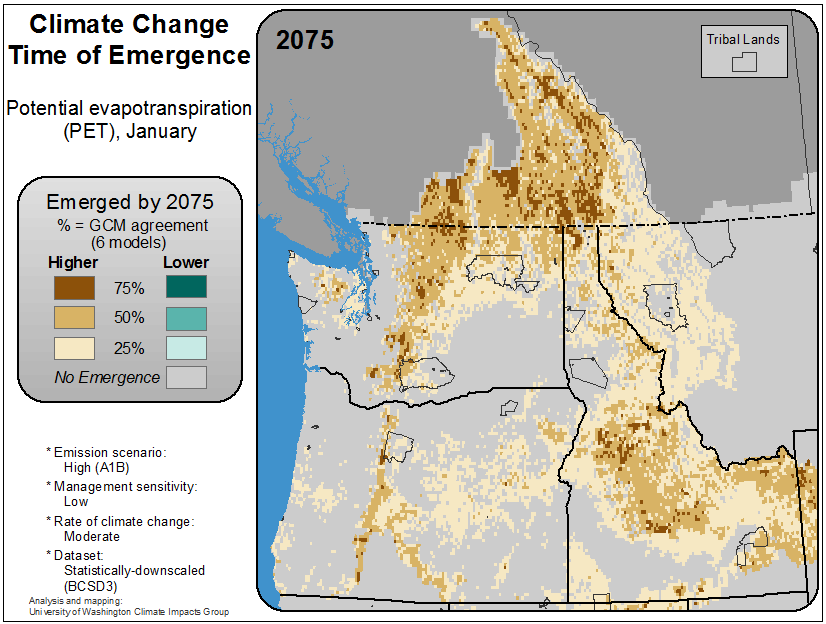 Climate Change
Time of Emergence
Potential evapotranspiration
(PET), January
Emerged by 2075
% = GCM agreement
(6 models)
Higher Lower
75%
50%
25%
No Emergence
* Emission scenario:
High (A1B)
* Management sensitivity:
Low
* Rate of climate change:
Moderate
* Dataset:
Statistically-downscaled
(BCSD3)
Analysis and mapping:
University of Washington Climate Impacts Group
2075
Tribal Lands